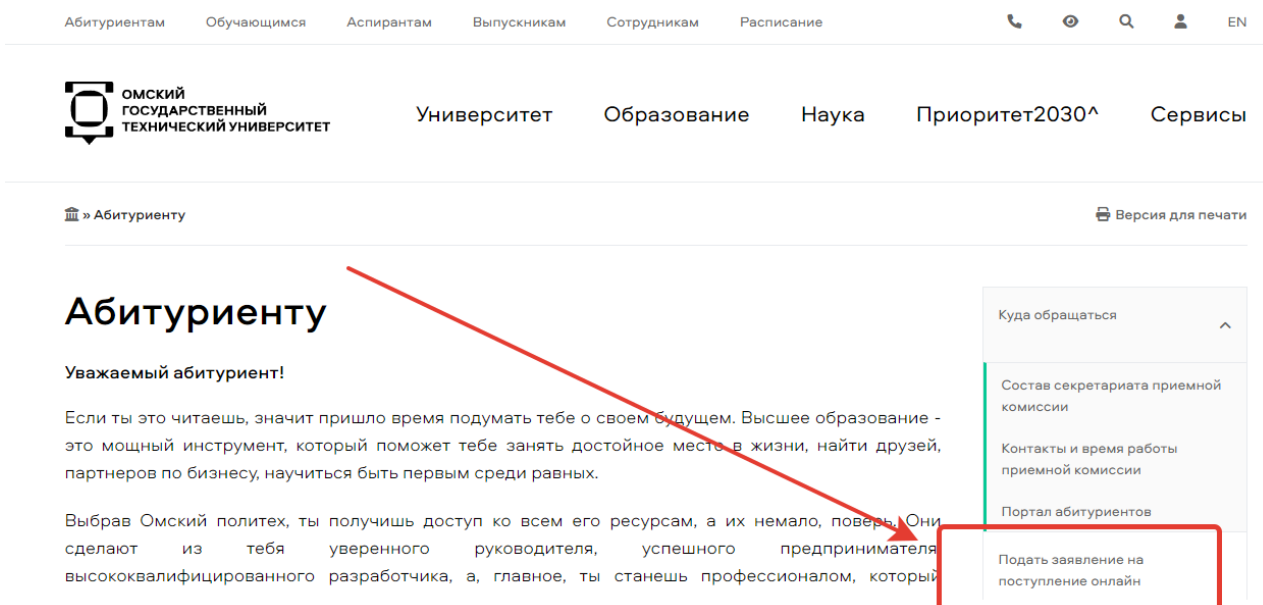 Абитуриентам Обучающимся Аспирантам Выпускникам Сотрудникам Расписание EN
ОМСКИЙ
ГОСУДАРСТВЕННЫЙ
ТЕХНИЧЕСКИЙ УНИВЕРСИТЕТ
Университет Образование Наука Приоритет2030^ Сервисы
» Абитуриенту
Версия для печати
Абитуриенту
Уважаемый абитуриент!
Если ты это читаешь, значит пришло время подумать тебе о своем будущем. Высшее образование -
это мощный инструмент, который поможет тебе занять достойное место в жизни, найти друзей,
партнеров по бизнесу, научиться быть первым среди равных.
Выбрав Омский политех, ты получишь доступ ко всем его ресурсам, а их немало, поверь. Они
сделают из тебя уверенного руководителя, успешного предпринимателя
высококвалифицированного разработчика, а, главное, ты станешь профессионалом, который
Куда обращаться
Состав секретариата приемной
комиссии
Контакты и время работы
приемной комиссии
Портал абитуриентов
Подать заявление на
поступление онлайн